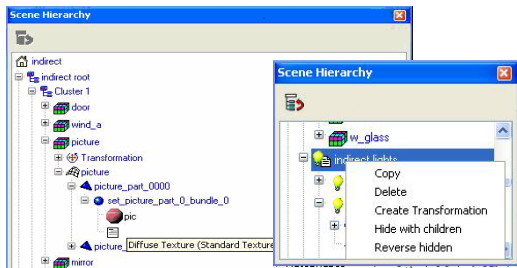 Scene Hierarchy
indirect
indirect root
Cluster 1
door
wind_a
picture
Transformation
picture
picture_part_0000
set_picture_part_0_bundle_0
pic
picture_
Diffuse Texture (Standard Texture
mirror
Scene Hierarchy
w_glass
indirect lights
Copy
Delete
Create Transformation
Hide with children
Reverse hidden